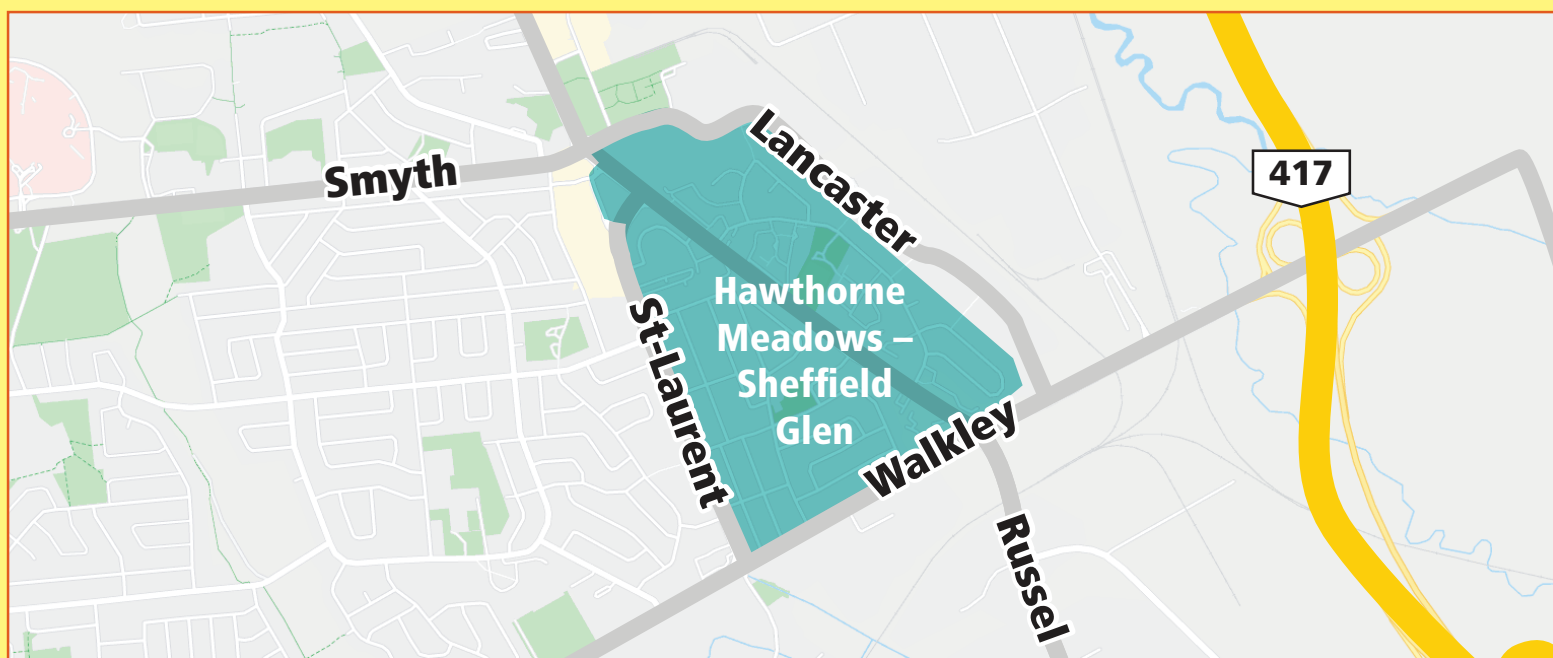 Smyth
Lancaster
417
Hawthorne
Meadows –
Sheffield
Glen
St-Laurent
Walkley
Russel